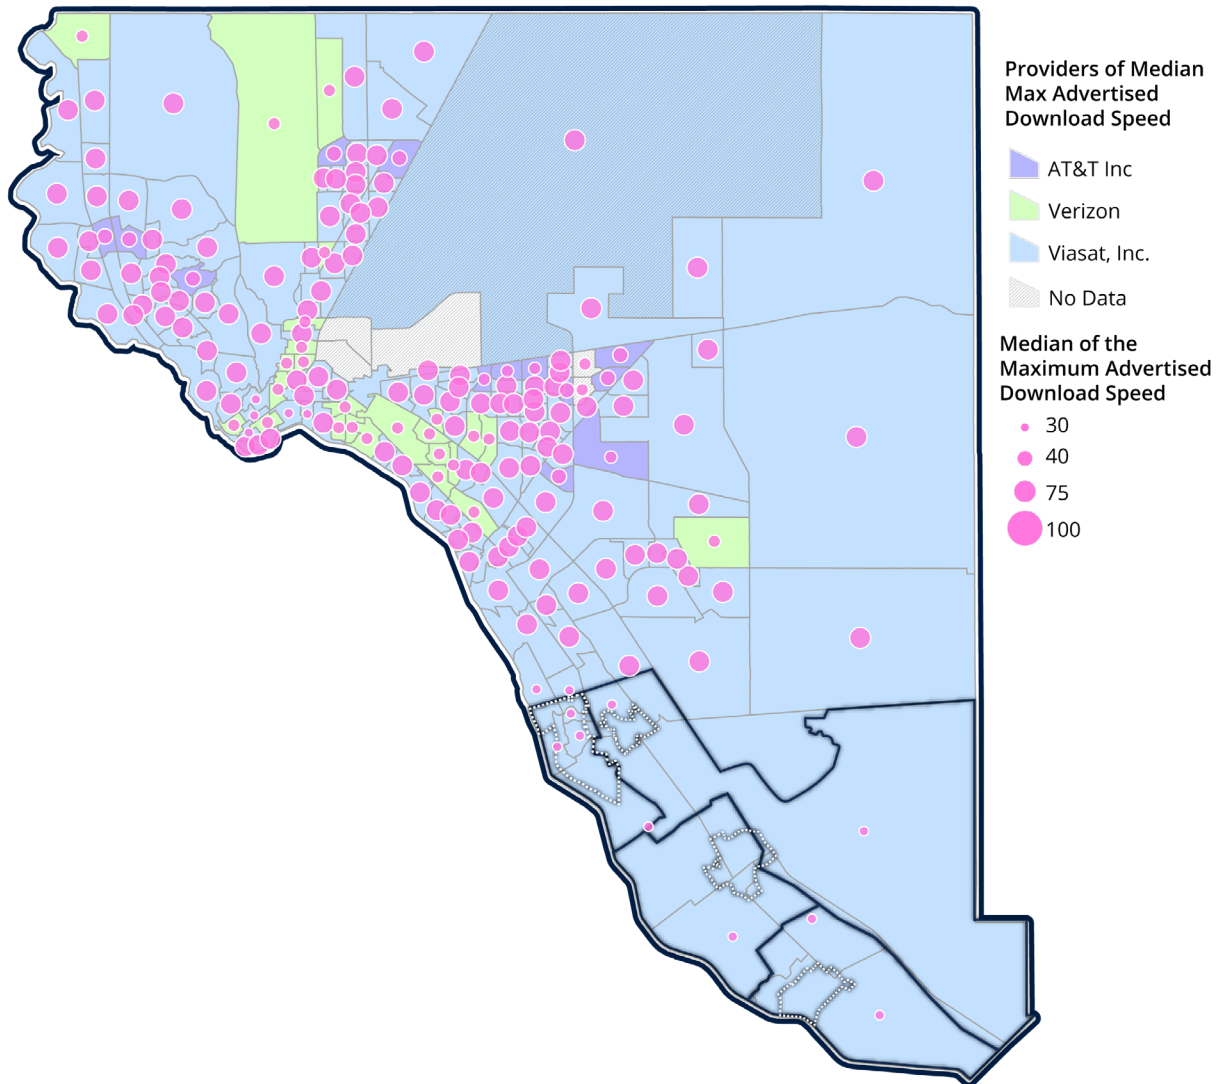 Providers of Median
Max Advertised
Download Speed
AT&T Inc
Verizon
Viasat, Inc.
No Data
Median of the
Maximum Advertised
Download Speed
30
40
75
100